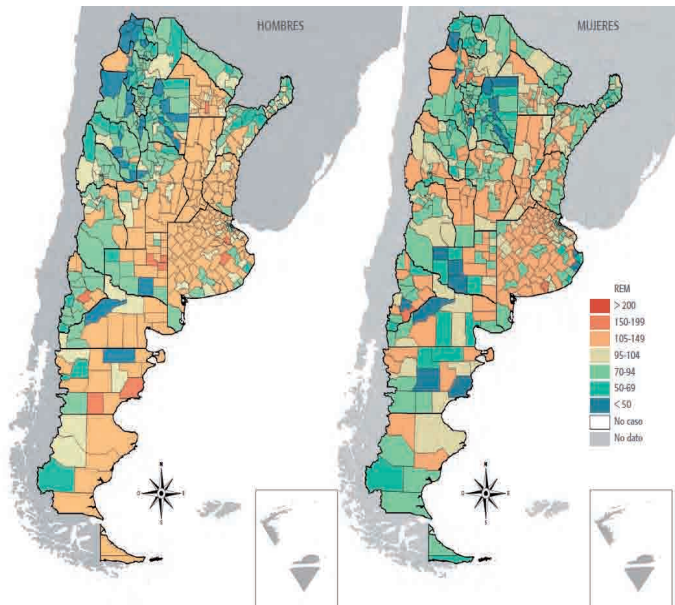 HOMBRES
MUJERES
REM
> 200
150-199
105-149
95-104
70-94
50-69
< 50
No caso
No dato
N
O
E
S
N
O
E
S